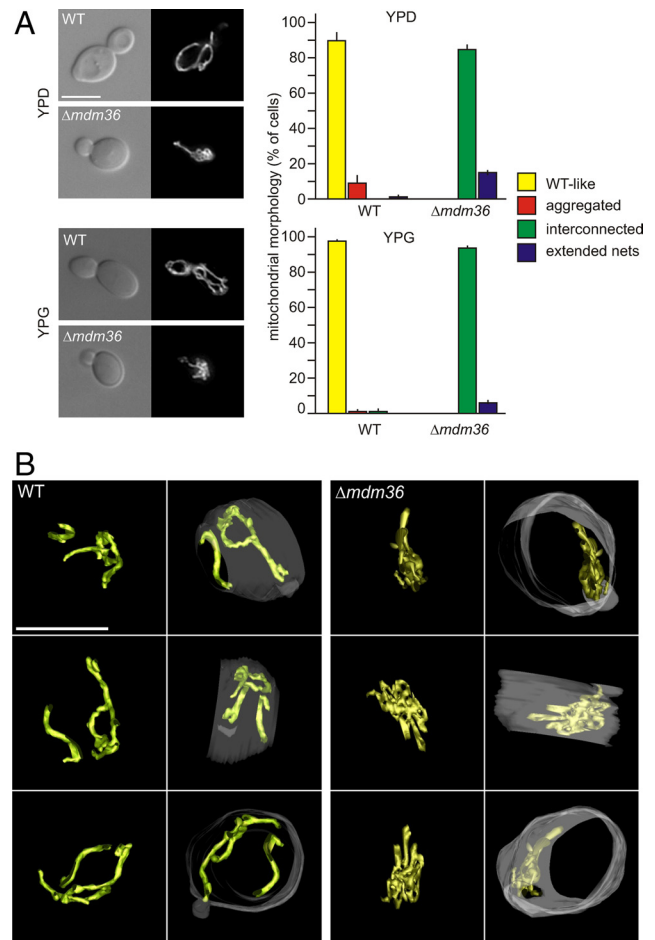 A
WT
YPD
Δmdm36
WT
YPG
Δmdm36
mitochondrial morphology (% of cells)
YPD
100
80
60
40
20
0
WT
Δmdm36
YPG
100
80
60
40
20
0
WT
Δmdm36
WT-like
aggregated
interconnected
extended nets
B
WT
Δmdm36